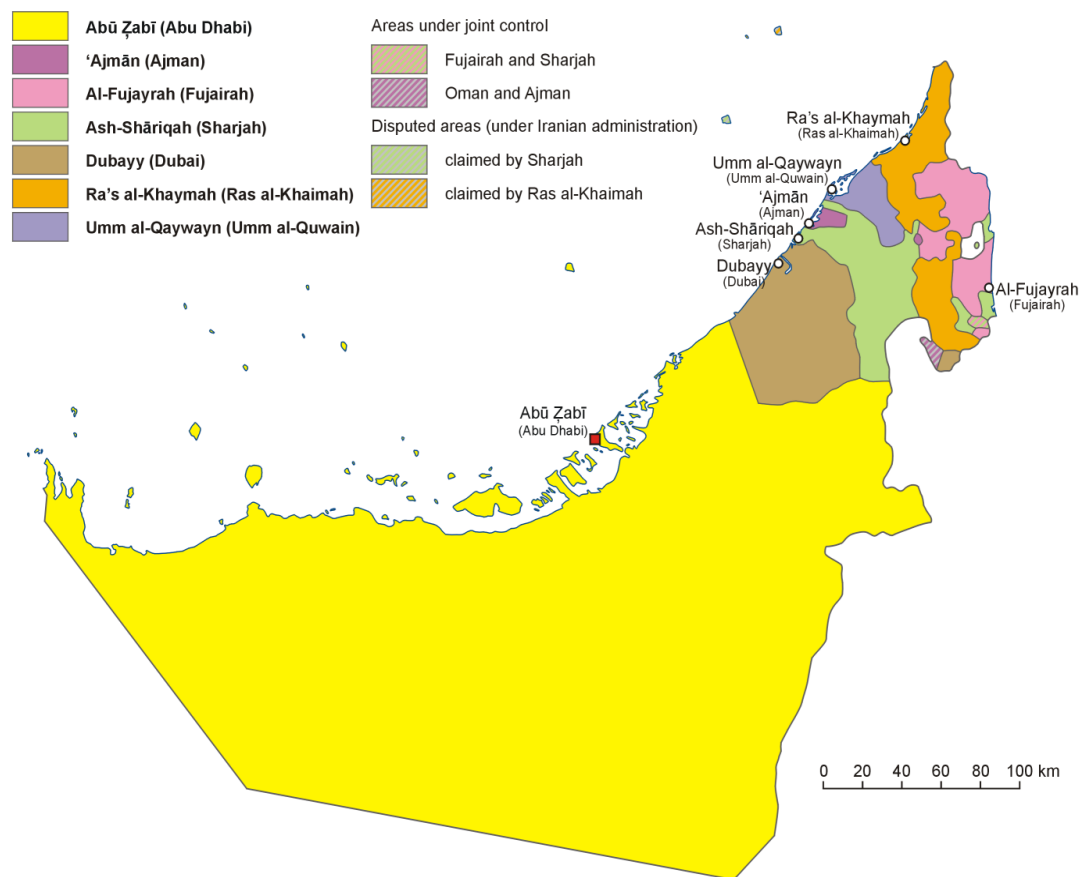 Abū Z̧abī (Abu Dhabi)
‘Ajmān (Ajman)
Al-Fujayrah (Fujairah)
Ash-Shāriqah (Sharjah)
Dubayy (Dubai)
Ra’s al-Khaymah (Ras al-Khaimah)
Umm al-Qaywayn (Umm al-Quwain)
Areas under joint control
Fujairah and Sharjah
Oman and Ajman
Disputed areas (under Iranian administration)
claimed by Sharjah
claimed by Ras al-Khaimah
Ra’s al-Khaymah
(Ras al-Khaimah)
Umm al-Qaywayn
(Umm al-Quwain)
‘Ajmān
(Ajman)
Ash-Shāriqah
(Sharjah)
Dubayy
(Dubai)
Al-Fujayrah
(Fujairah)
Abū Z̧abī
(Abu Dhabi)
0 20 40 60 80 100 km